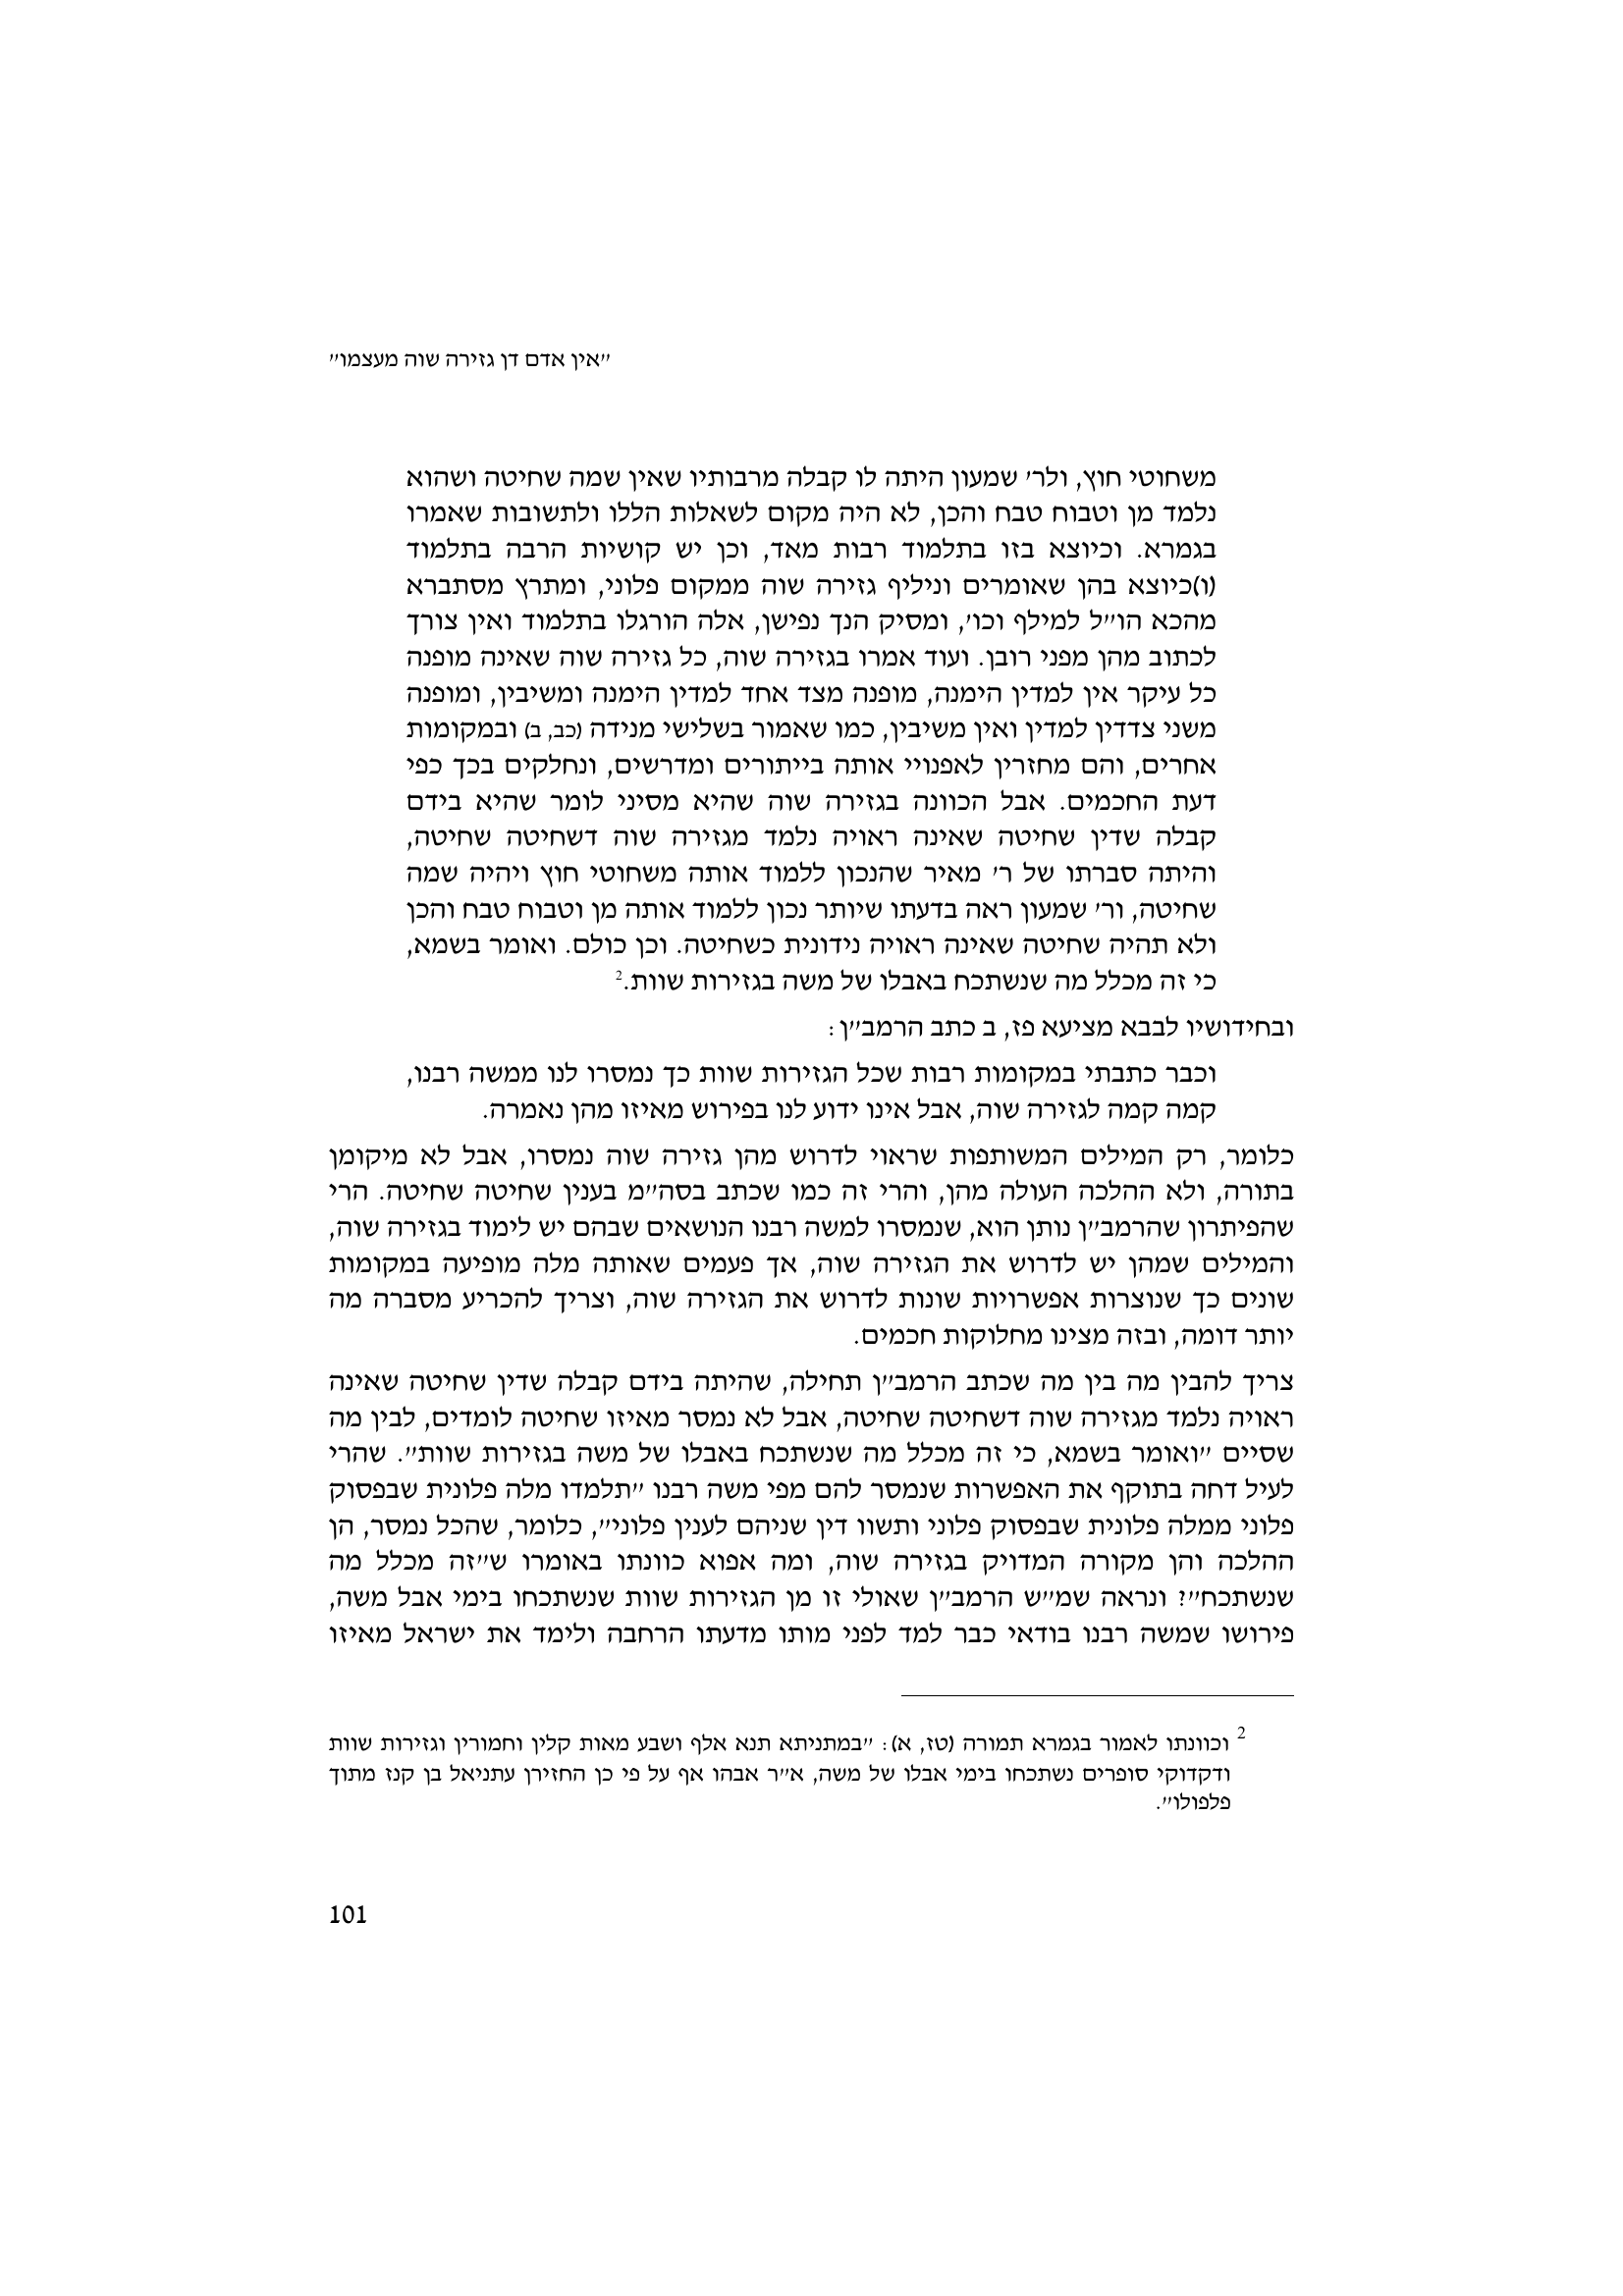 "אין אדם דן גזירה שוה מעצמו"
משחוטי חוץ, ולר' שמעון היתה לו קבלה מרבותיו שאין שמה שחיטה ושהוא
נלמד מן וטבוח טבח והכן, לא היה מקום לשאלות הללו ולתשובות שאמרו
בגמרא. וכיוצא בזו בתלמוד רבות מאד, וכן יש קושיות הרבה בתלמוד
(ו)כיוצא בהן שאומרים וניליף גזירה שוה ממקום פלוני, ומתרץ מסתברא
מהכא הו"ל למילף וכו', ומסיק הנך נפישן, אלה הורגלו בתלמוד ואין צורך
לכתוב מהן מפני רובן. ועוד אמרו בגזירה שוה, כל גזירה שוה שאינה מופנה
כל עיקר אין למדין הימנה, מופנה מצד אחד למדין הימנה ומשיבין, ומופנה
משני צדדין למדין ואין משיבין, כמו שאמור בשלישי מנידה (כב, ב) ובמקומות
אחרים, והם מחזרין לאפנויי אותה בייתורים ומדרשים, ונחלקים בכך כפי
דעת החכמים. אבל הכוונה בגזירה שוה שהיא מסיני לומר שהיא בידם
קבלה שדין שחיטה שאינה ראויה נלמד מגזירה שוה דשחיטה שחיטה,
והיתה סברתו של ר' מאיר שהנכון ללמוד אותה משחוטי חוץ ויהיה שמה
שחיטה, ור' שמעון ראה בדעתו שיותר נכון ללמוד אותה מן וטבוח טבח והכן
ולא תהיה שחיטה שאינה ראויה נידונית כשחיטה. וכן כולם. ואומר בשמא,
כי זה מכלל מה שנשתכח באבלו של משה בגזירות שוות.2
ובחידושיו לבבא מציעא פז, ב כתב הרמב"ן:
וכבר כתבתי במקומות רבות שכל הגזירות שוות כך נמסרו לנו ממשה רבנו,
קמה קמה לגזירה שוה, אבל אינו ידוע לנו בפירוש מאיזו מהן נאמרה.
כלומר, רק המילים המשותפות שראוי לדרוש מהן גזירה שוה נמסרו, אבל לא מיקומן
בתורה, ולא ההלכה העולה מהן, והרי זה כמו שכתב בסה"מ בענין שחיטה שחיטה. הרי
שהפיתרון שהרמב"ן נותן הוא, שנמסרו למשה רבנו הנושאים שבהם יש לימוד בגזירה שוה,
והמילים שמהן יש לדרוש את הגזירה שוה, אך פעמים שאותה מלה מופיעה במקומות
שונים כך שנוצרות אפשרויות שונות לדרוש את הגזירה שוה, וצריך להכריע מסברה מה
יותר דומה, ובזה מצינו מחלוקות חכמים.
צריך להבין מה בין מה שכתב הרמב"ן תחילה, שהיתה בידם קבלה שדין שחיטה שאינה
ראויה נלמד מגזירה שוה דשחיטה שחיטה, אבל לא נמסר מאיזו שחיטה לומדים, לבין מה
שסיים "ואומר בשמא, כי זה מכלל מה שנשתכח באבלו של משה בגזירות שוות". שהרי
לעיל דחה בתוקף את האפשרות שנמסר להם מפי משה רבנו "תלמדו מלה פלונית שבפסוק
פלוני ממלה פלונית שבפסוק פלוני ותשוו דין שניהם לענין פלוני", כלומר, שהכל נמסר, הן
ההלכה והן מקורה המדויק בגזירה שוה, ומה אפוא כוונתו באומרו ש"זה מכלל מה
שנשתכח"? ונראה שמ"ש הרמב"ן שאולי זו מן הגזירות שוות שנשתכחו בימי אבל משה,
פירושו שמשה רבנו בודאי כבר למד לפני מותו מדעתו הרחבה ולימד את ישראל מאיזו
2 וכוונתו לאמור בגמרא תמורה (טז, א): "במתניתא תנא אלף ושבע מאות קלין וחמורין וגזירות שוות
ודקדוקי סופרים נשתכחו בימי אבלו של משה, א"ר אבהו אף על פי כן החזירן עתניאל בן קנז מתוך
פלפולו".
101